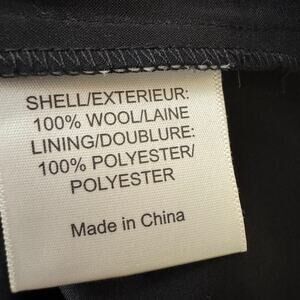 SHELL/EXTERIEUR:
100% WOOL/LAINE
LINING/DOUBLURE:
100% POLYESTER/
POLYESTER
Made in China